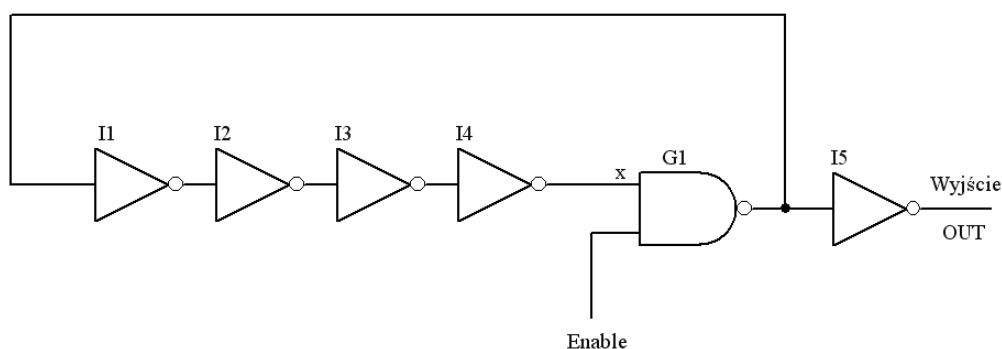 I1
I2
I3
I4
x
G1
I5
Wyjście
OUT
Enable